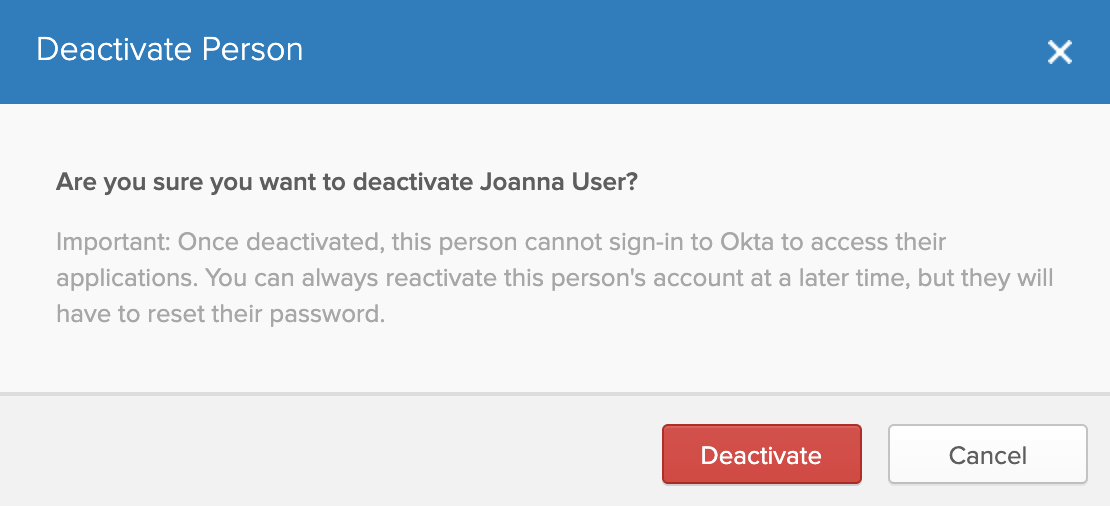 Deactivate Person
Are you sure you want to deactivate Joanna User?
Important: Once deactivated, this person cannot sign-in to Okta to access their
applications. You can always reactivate this person's account at a later time, but they will
have to reset their password.
Deactivate
Cancel